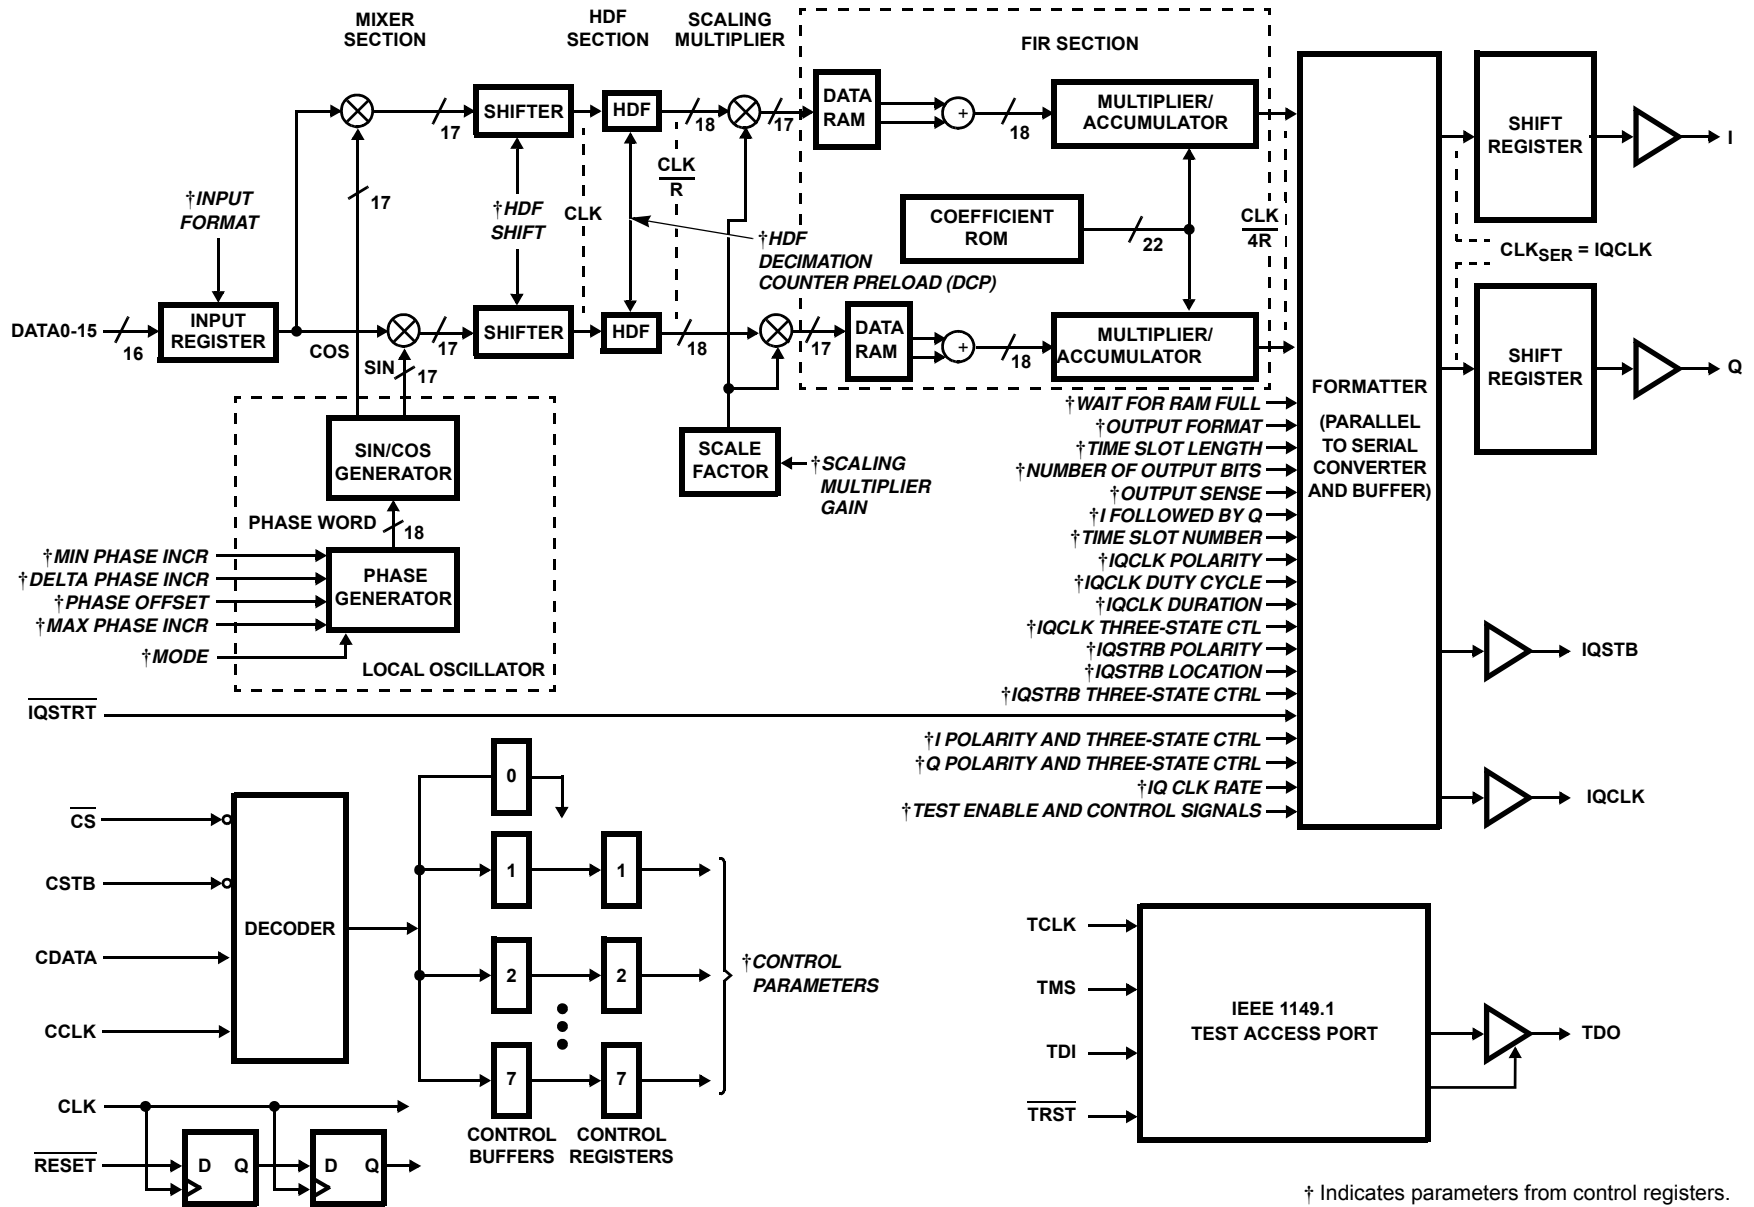 MIXER
SECTION
HDF
SECTION
SCALING
MULTIPLIER
FIR SECTION
SHIFTER
HDF
DATA
RAM
+
MULTIPLIER/
ACCUMULATOR
SHIFT
REGISTER
I
17
18
17
18
CLK
R
†INPUT
FORMAT
17
†HDF
SHIFT
CLK
COEFFICIENT
ROM
22
CLK
4R
†HDF
DECIMATION
COUNTER PRELOAD (DCP)
CLKSER = IQCLK
DATA0-15
16
INPUT
REGISTER
COS
SIN
17
17
SHIFTER
HDF
18
17
DATA
RAM
+
18
MULTIPLIER/
ACCUMULATOR
SHIFT
REGISTER
Q
FORMATTER
(PARALLEL
TO SERIAL
CONVERTER
AND BUFFER)
SIN/COS
GENERATOR
PHASE WORD
18
SCALE
FACTOR
†SCALING
MULTIPLIER
GAIN
†MIN PHASE INCR
†DELTA PHASE INCR
†PHASE OFFSET
†MAX PHASE INCR
†MODE
PHASE
GENERATOR
LOCAL OSCILLATOR
†WAIT FOR RAM FULL
†OUTPUT FORMAT
†TIME SLOT LENGTH
†NUMBER OF OUTPUT BITS
†OUTPUT SENSE
†I FOLLOWED BY Q
†TIME SLOT NUMBER
†IQCLK POLARITY
†IQCLK DUTY CYCLE
†IQCLK DURATION
†IQCLK THREE-STATE CTL
†IQSTRB POLARITY
†IQSTRB LOCATION
†IQSTRB THREE-STATE CTRL
IQSTB
IQSTRT
†I POLARITY AND THREE-STATE CTRL
†Q POLARITY AND THREE-STATE CTRL
†IQ CLK RATE
†TEST ENABLE AND CONTROL SIGNALS
IQCLK
CS
CSTB
CDATA
CCLK
DECODER
0
1
1
2
2
7
7
†CONTROL
PARAMETERS
CONTROL
BUFFERS
CONTROL
REGISTERS
CLK
RESET
D Q
D Q
TCLK
TMS
TDI
TRST
IEEE 1149.1
TEST ACCESS PORT
TDO
† Indicates parameters from control registers.